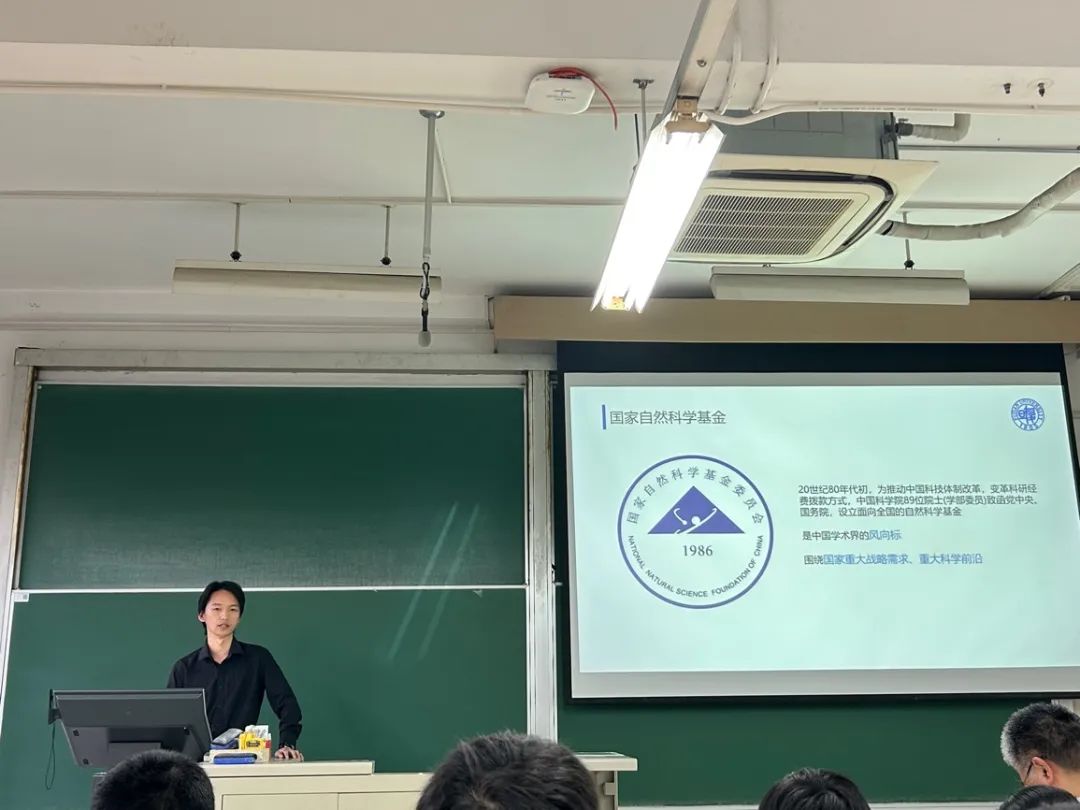 国家自然科学基金
国家自然科学基金委员会
1986
NATIONAL NATURAL SCIENCE FOUNDATION OF CHINA
20世纪80年代初，为推动中国科技体制改革，变革科研经
费拨款方式，中国科学院89位院士(学部委员)致函党中央、
国务院，设立面向全国的自然科学基金
是中国学术界的风向标
围绕国家重大战略需求、重大科学前沿